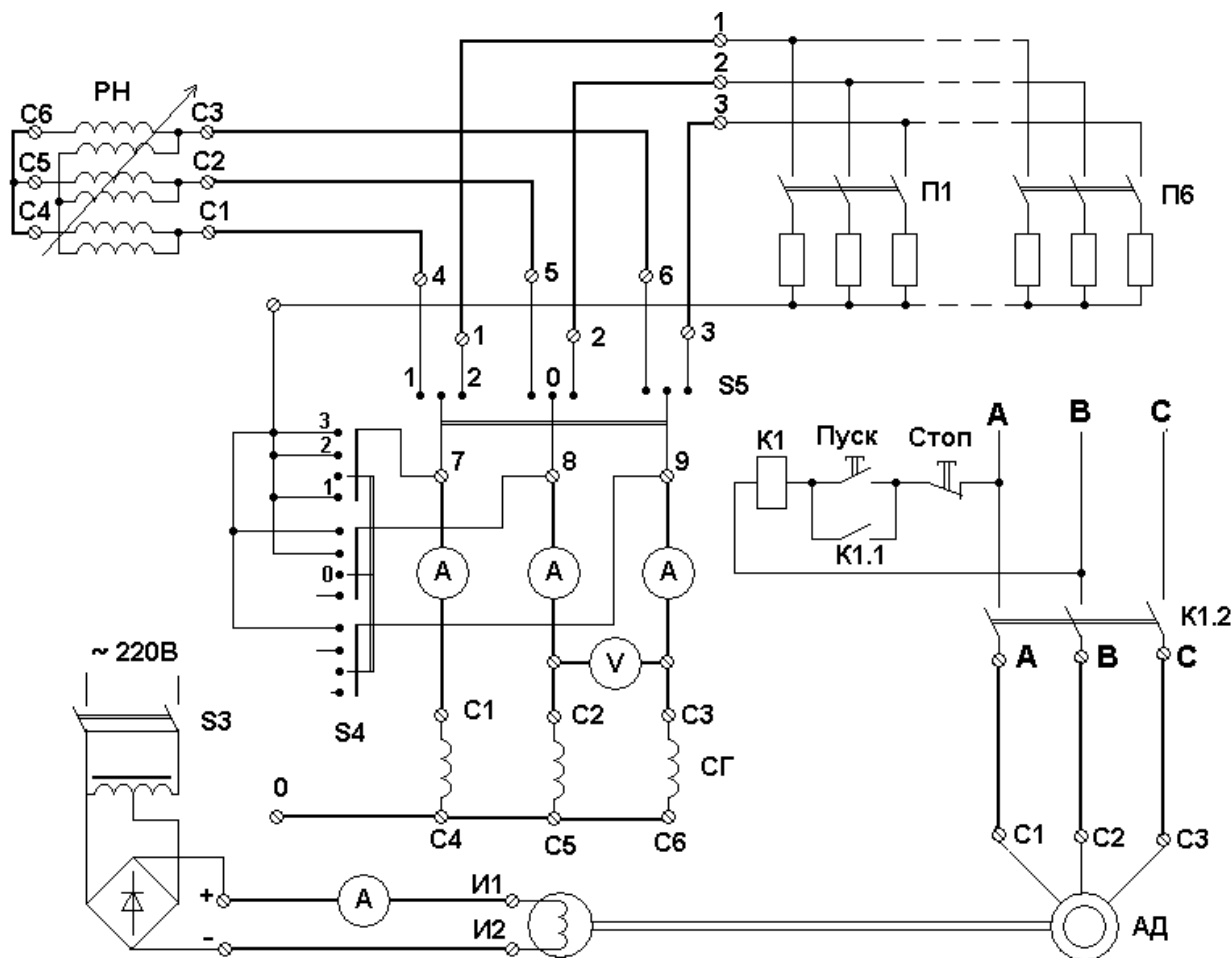 1
2
3
РН
С6
С3
С5
С2
С4
С1
П1
П6
4
5
6
1
2
3
1
2
0
S5
А
В
С
3
2
1
0
7
8
9
К1
Пуск
Стоп
К1.1
К1.2
А
А
А
V
А
В
С
~ 220В
S3
S4
С1
С2
С3
СГ
0
С4
С5
С6
С1
С2
С3
+
-
А
И1
И2
АД